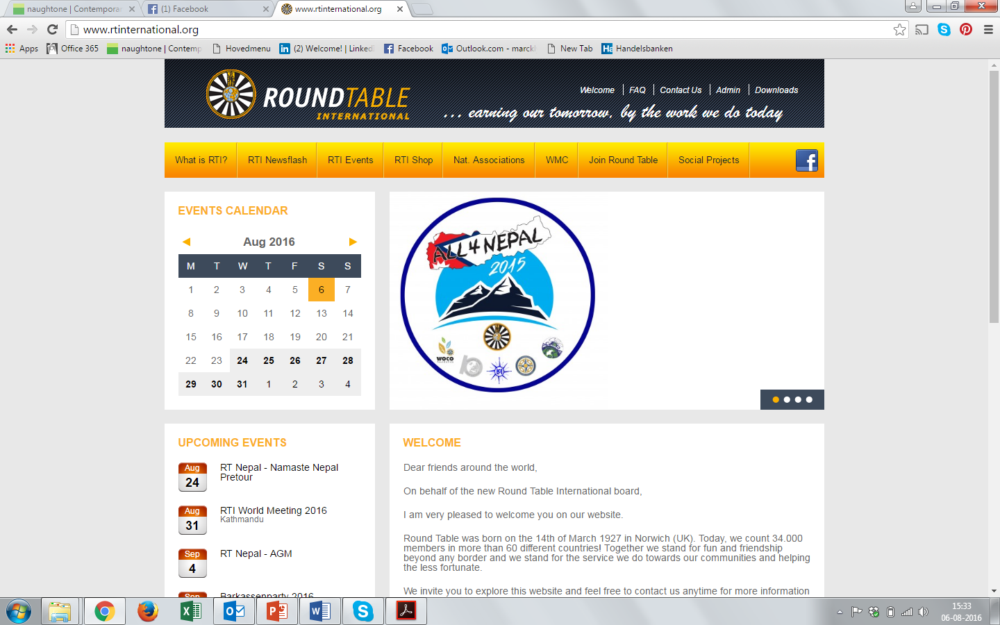 naughtone | Contempora
(1) Facebook
www.rtinternational.org
www.rtinternational.org
Apps
Office 365
naughtone | Contemp
Hovedmenu
(2) Welcome! | Linked
Facebook
Outlook.com - marck
New Tab
Handelsbanken
ROUNDTABLE
INTERNATIONAL
Welcome
FAQ
Contact Us
Admin
Downloads
... earning our tomorrow, by the work we do today
What is RTI?
RTI Newsflash
RTI Events
RTI Shop
Nat. Associations
WMC
Join Round Table
Social Projects
EVENTS CALENDAR
Aug 2016
M T W T F S S
1 2 3 4 5 6 7
8 9 10 11 12 13 14
15 16 17 18 19 20 21
22 23 24 25 26 27 28
29 30 31 1 2 3 4
ALL 4 NEPAL
2015
WOCO
UPCOMING EVENTS
Aug
24
RT Nepal - Namaste Nepal
Pretour
Aug
31
RTI World Meeting 2016
Kathmandu
Sep
4
RT Nepal - AGM
Sep
Barkassenparty 2016
WELCOME
Dear friends around the world,
On behalf of the new Round Table International board,
I am very pleased to welcome you on our website.
Round Table was born on the 14th of March 1927 in Norwich (UK). Today, we count 34.000
members in more than 60 different countries! Together we stand for fun and friendship
beyond any border and we stand for the service we do towards our communities and helping
the less fortunate.
We invite you to explore this website and feel free to contact us anytime for more information
15:33
06-08-2016